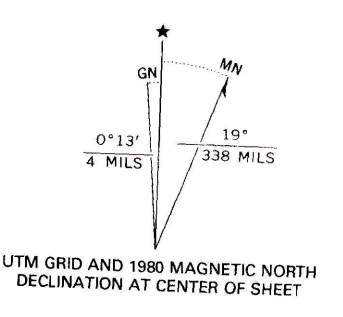 GN
MN
0°13'
4 MILS
19°
338 MILS
UTM GRID AND 1980 MAGNETIC NORTH
DECLINATION AT CENTER OF SHEET